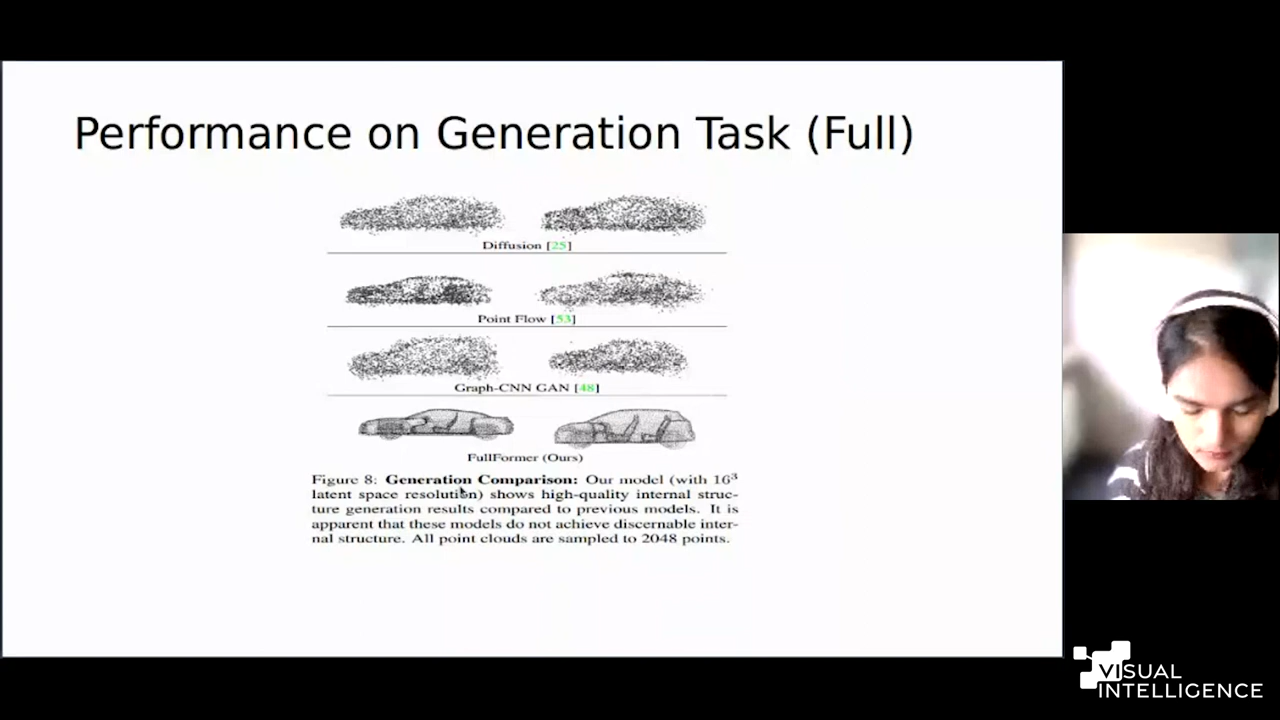 Performance on Generation Task (Full)
Diffusion [25]
Point Flow [53]
Graph-CNN GAN [48]
FullFormer (Ours)
Figure 8: Generation Comparison: Our model (with 16³
latent space resolution) shows high-quality internal struc-
ture generation results compared to previous models. It is
apparent that these models do not achieve discernable inter-
nal structure. All point clouds are sampled to 2048 points.
VISUAL
INTELLIGENCE